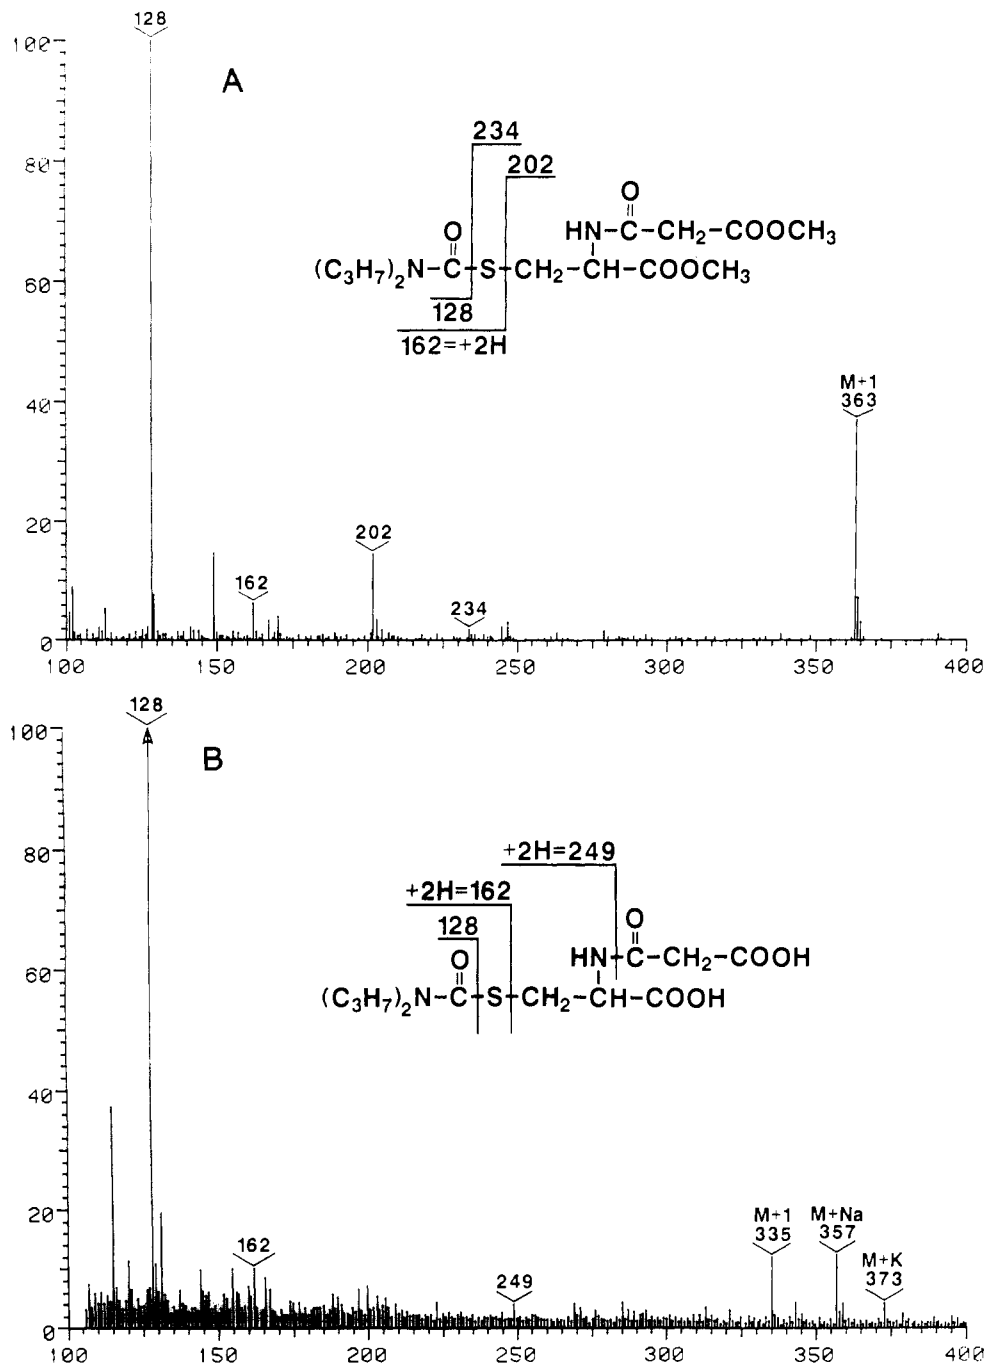 128
100
A
80
60
40
20
0
234
202
O
HN-C-CH2-COOCH3
O
(C3H7)2N-C-S-CH2-CH-COOCH3
128
162=+2H
M+1
363
202
162
234
100 150 200 250 300 350 400
128
100
B
80
60
40
20
0
+2H=249
+2H=162
128
O
HN-C-CH2-COOH
O
(C3H7)2N-C-S-CH2-CH-COOH
162
249
M+1
335
M+Na
357
M+K
373
100 150 200 250 300 350 400